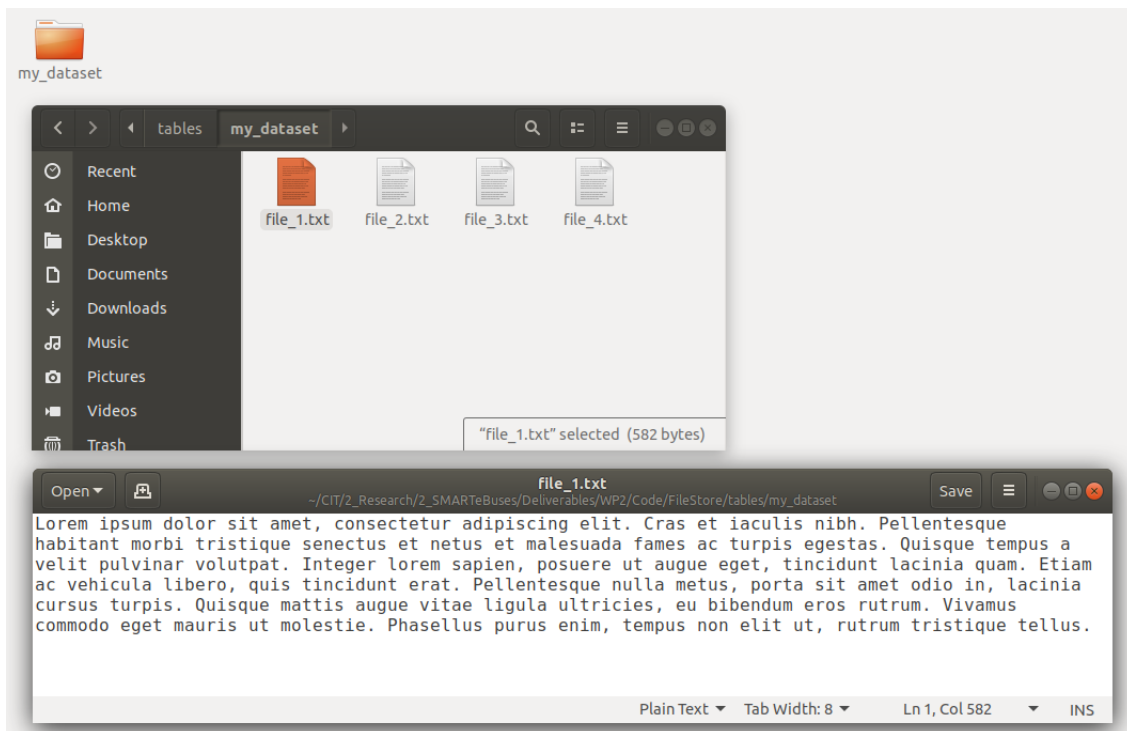 my_dataset
tables my_dataset
Recent
Home
Desktop
Documents
Downloads
Music
Pictures
Videos
Trash
file_1.txt file_2.txt file_3.txt file_4.txt
“file_1.txt” selected (582 bytes)
Open file_1.txt Save
~/CIT/2_Research/2_SMARTeBuses/Deliverables/WP2/Code/FileStore/tables/my_dataset
Lorem ipsum dolor sit amet, consectetur adipiscing elit. Cras et iaculis nibh. Pellentesque
habitant morbi tristique senectus et netus et malesuada fames ac turpis egestas. Quisque tempus a
velit pulvinar volutpat. Integer lorem sapien, posuere ut augue eget, tincidunt lacinia quam. Etiam
ac vehicula libero, quis tincidunt erat. Pellentesque nulla metus, porta sit amet odio in, lacinia
cursus turpis. Quisque mattis augue vitae ligula ultricies, eu bibendum eros rutrum. Vivamus
commodo eget mauris ut molestie. Phasellus purus enim, tempus non elit ut, rutrum tristique tellus.
Plain Text Tab Width: 8 Ln 1, Col 582 INS